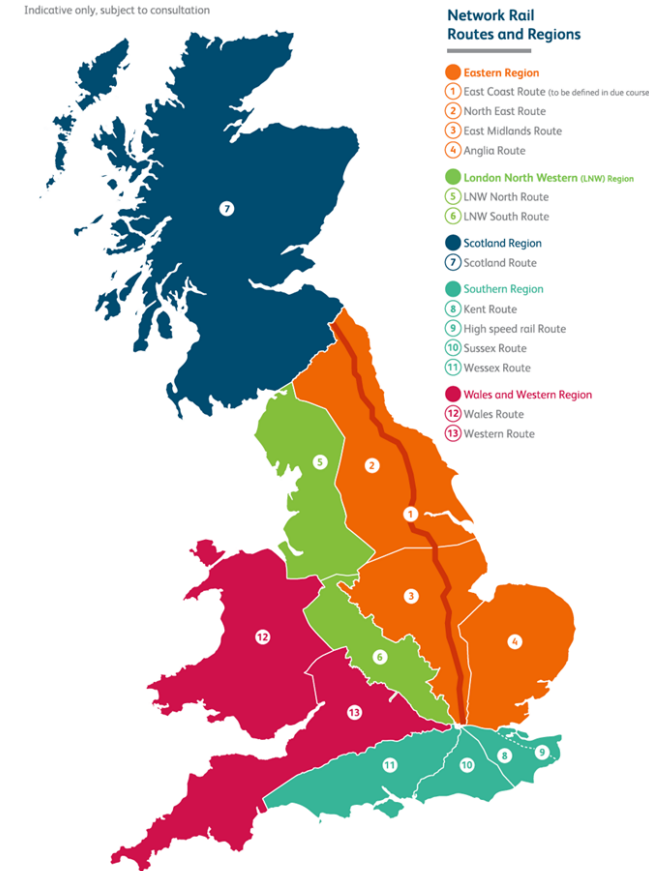 Indicative only, subject to consultation
Network Rail
Routes and Regions
Eastern Region
1 East Coast Route (to be defined in due course
2 North East Route
3 East Midlands Route
4 Anglia Route
London North Western (LNW) Region
5 LNW North Route
6 LNW South Route
Scotland Region
7 Scotland Route
Southern Region
8 Kent Route
9 High speed rail Route
10 Sussex Route
11 Wessex Route
Wales and Western Region
12 Wales Route
13 Western Route
7
5
2
1
3
12
4
6
13
11
10
8
9